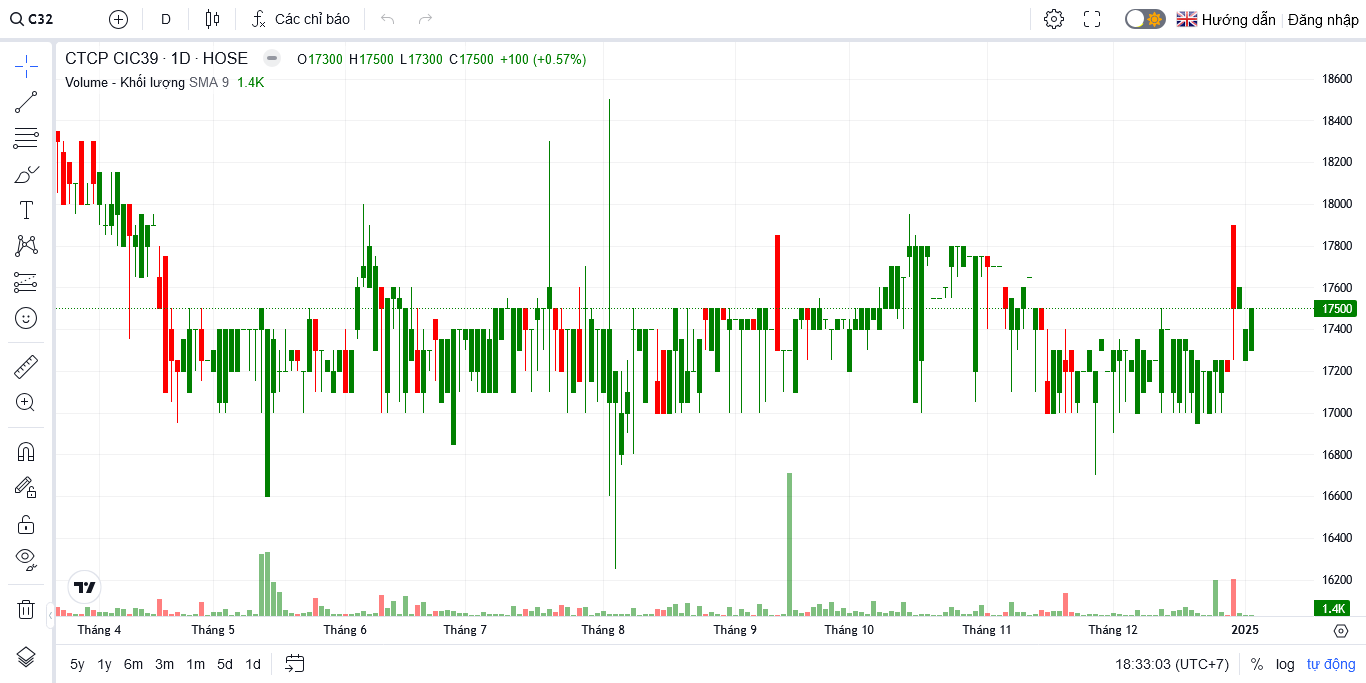 C32 D Các chỉ báo Hướng dẫn Đăng nhập
CTCP CIC39 · 1D · HOSE O17300 H17500 L17300 C17500 +100 (+0.57%)
Volume - Khối lượng SMA 9 1.4K
18600
18400
18200
18000
17800
17600
17500
17400
17200
17000
16800
16600
16400
16200
1.4K
Tháng 4 Tháng 5 Tháng 6 Tháng 7 Tháng 8 Tháng 9 Tháng 10 Tháng 11 Tháng 12 2025
5y 1y 6m 3m 1m 5d 1d 18:33:03 (UTC+7) % log tự động